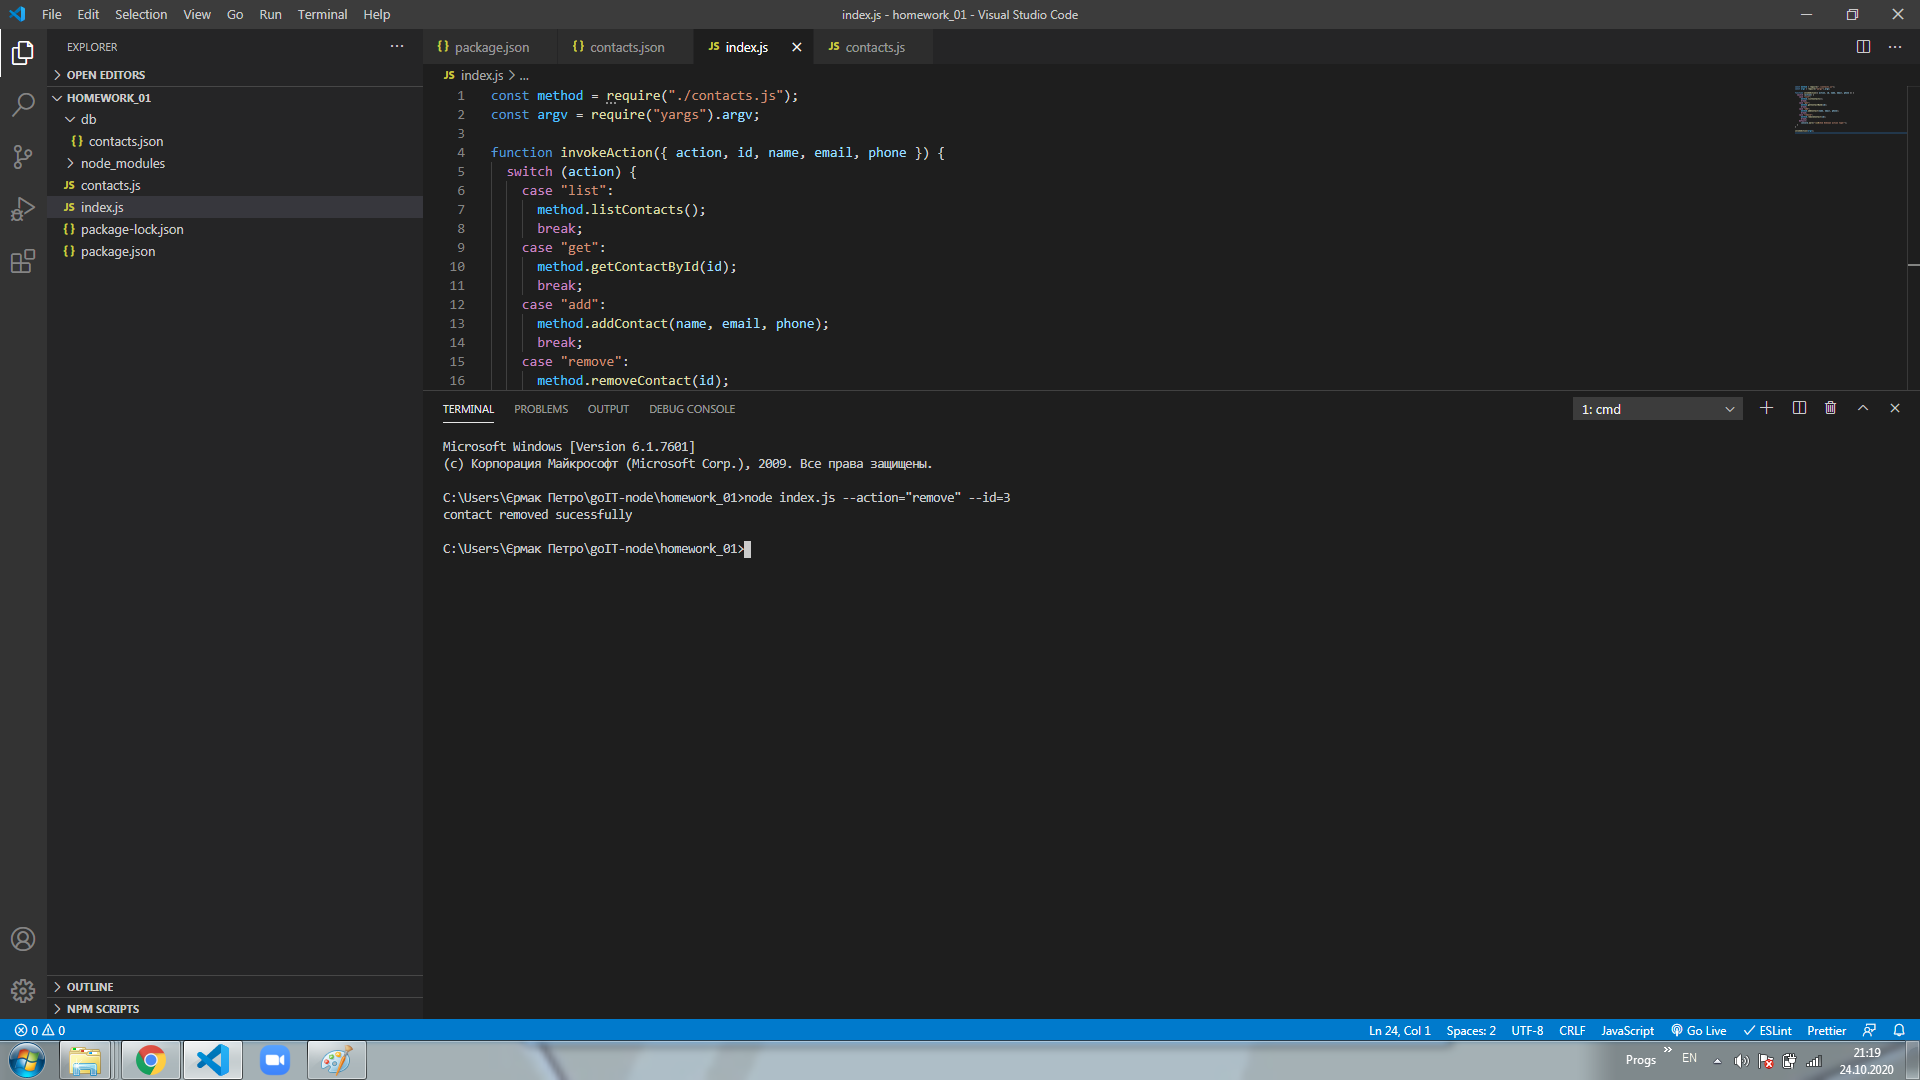 File Edit Selection View Go Run Terminal Help
index.js - homework_01 - Visual Studio Code
EXPLORER
OPEN EDITORS
HOMEWORK_01
db
{} contacts.json
node_modules
JS contacts.js
JS index.js
{} package-lock.json
{} package.json
OUTLINE
NPM SCRIPTS
{} package.json {} contacts.json JS index.js JS contacts.js
JS index.js > ...
1 const method = require("./contacts.js");
2 const argv = require("yargs").argv;
3
4 function invokeAction({ action, id, name, email, phone }) {
5 switch (action) {
6 case "list":
7 method.listContacts();
8 break;
9 case "get":
10 method.getContactById(id);
11 break;
12 case "add":
13 method.addContact(name, email, phone);
14 break;
15 case "remove":
16 method.removeContact(id);
TERMINAL PROBLEMS OUTPUT DEBUG CONSOLE
1: cmd
Microsoft Windows [Version 6.1.7601]
(c) Корпорация Майкрософт (Microsoft Corp.), 2009. Все права защищены.
C:\Users\Єрмак Петро\goIT-node\homework_01>node index.js --action="remove" --id=3
contact removed sucessfully
C:\Users\Єрмак Петро\goIT-node\homework_01>
0 0
Ln 24, Col 1 Spaces: 2 UTF-8 CRLF JavaScript Go Live ESLint Prettier
Progs » EN
21:19
24.10.2020